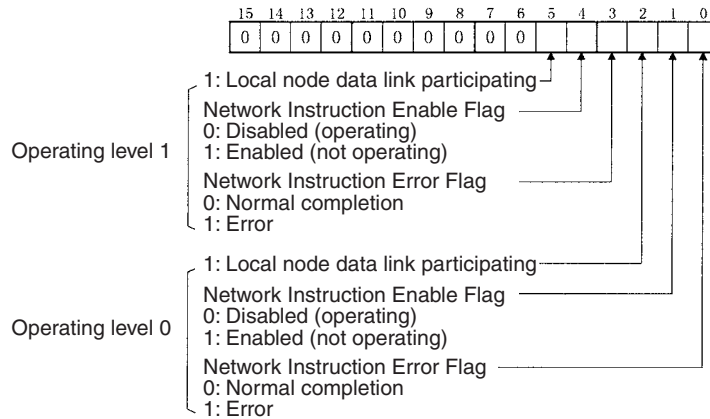 15 14 13 12 11 10 9 8 7 6 5 4 3 2 1 0
0 0 0 0 0 0 0 0 0 0
Operating level 1
1: Local node data link participating
Network Instruction Enable Flag
0: Disabled (operating)
1: Enabled (not operating)
Network Instruction Error Flag
0: Normal completion
1: Error
Operating level 0
1: Local node data link participating
Network Instruction Enable Flag
0: Disabled (operating)
1: Enabled (not operating)
Network Instruction Error Flag
0: Normal completion
1: Error